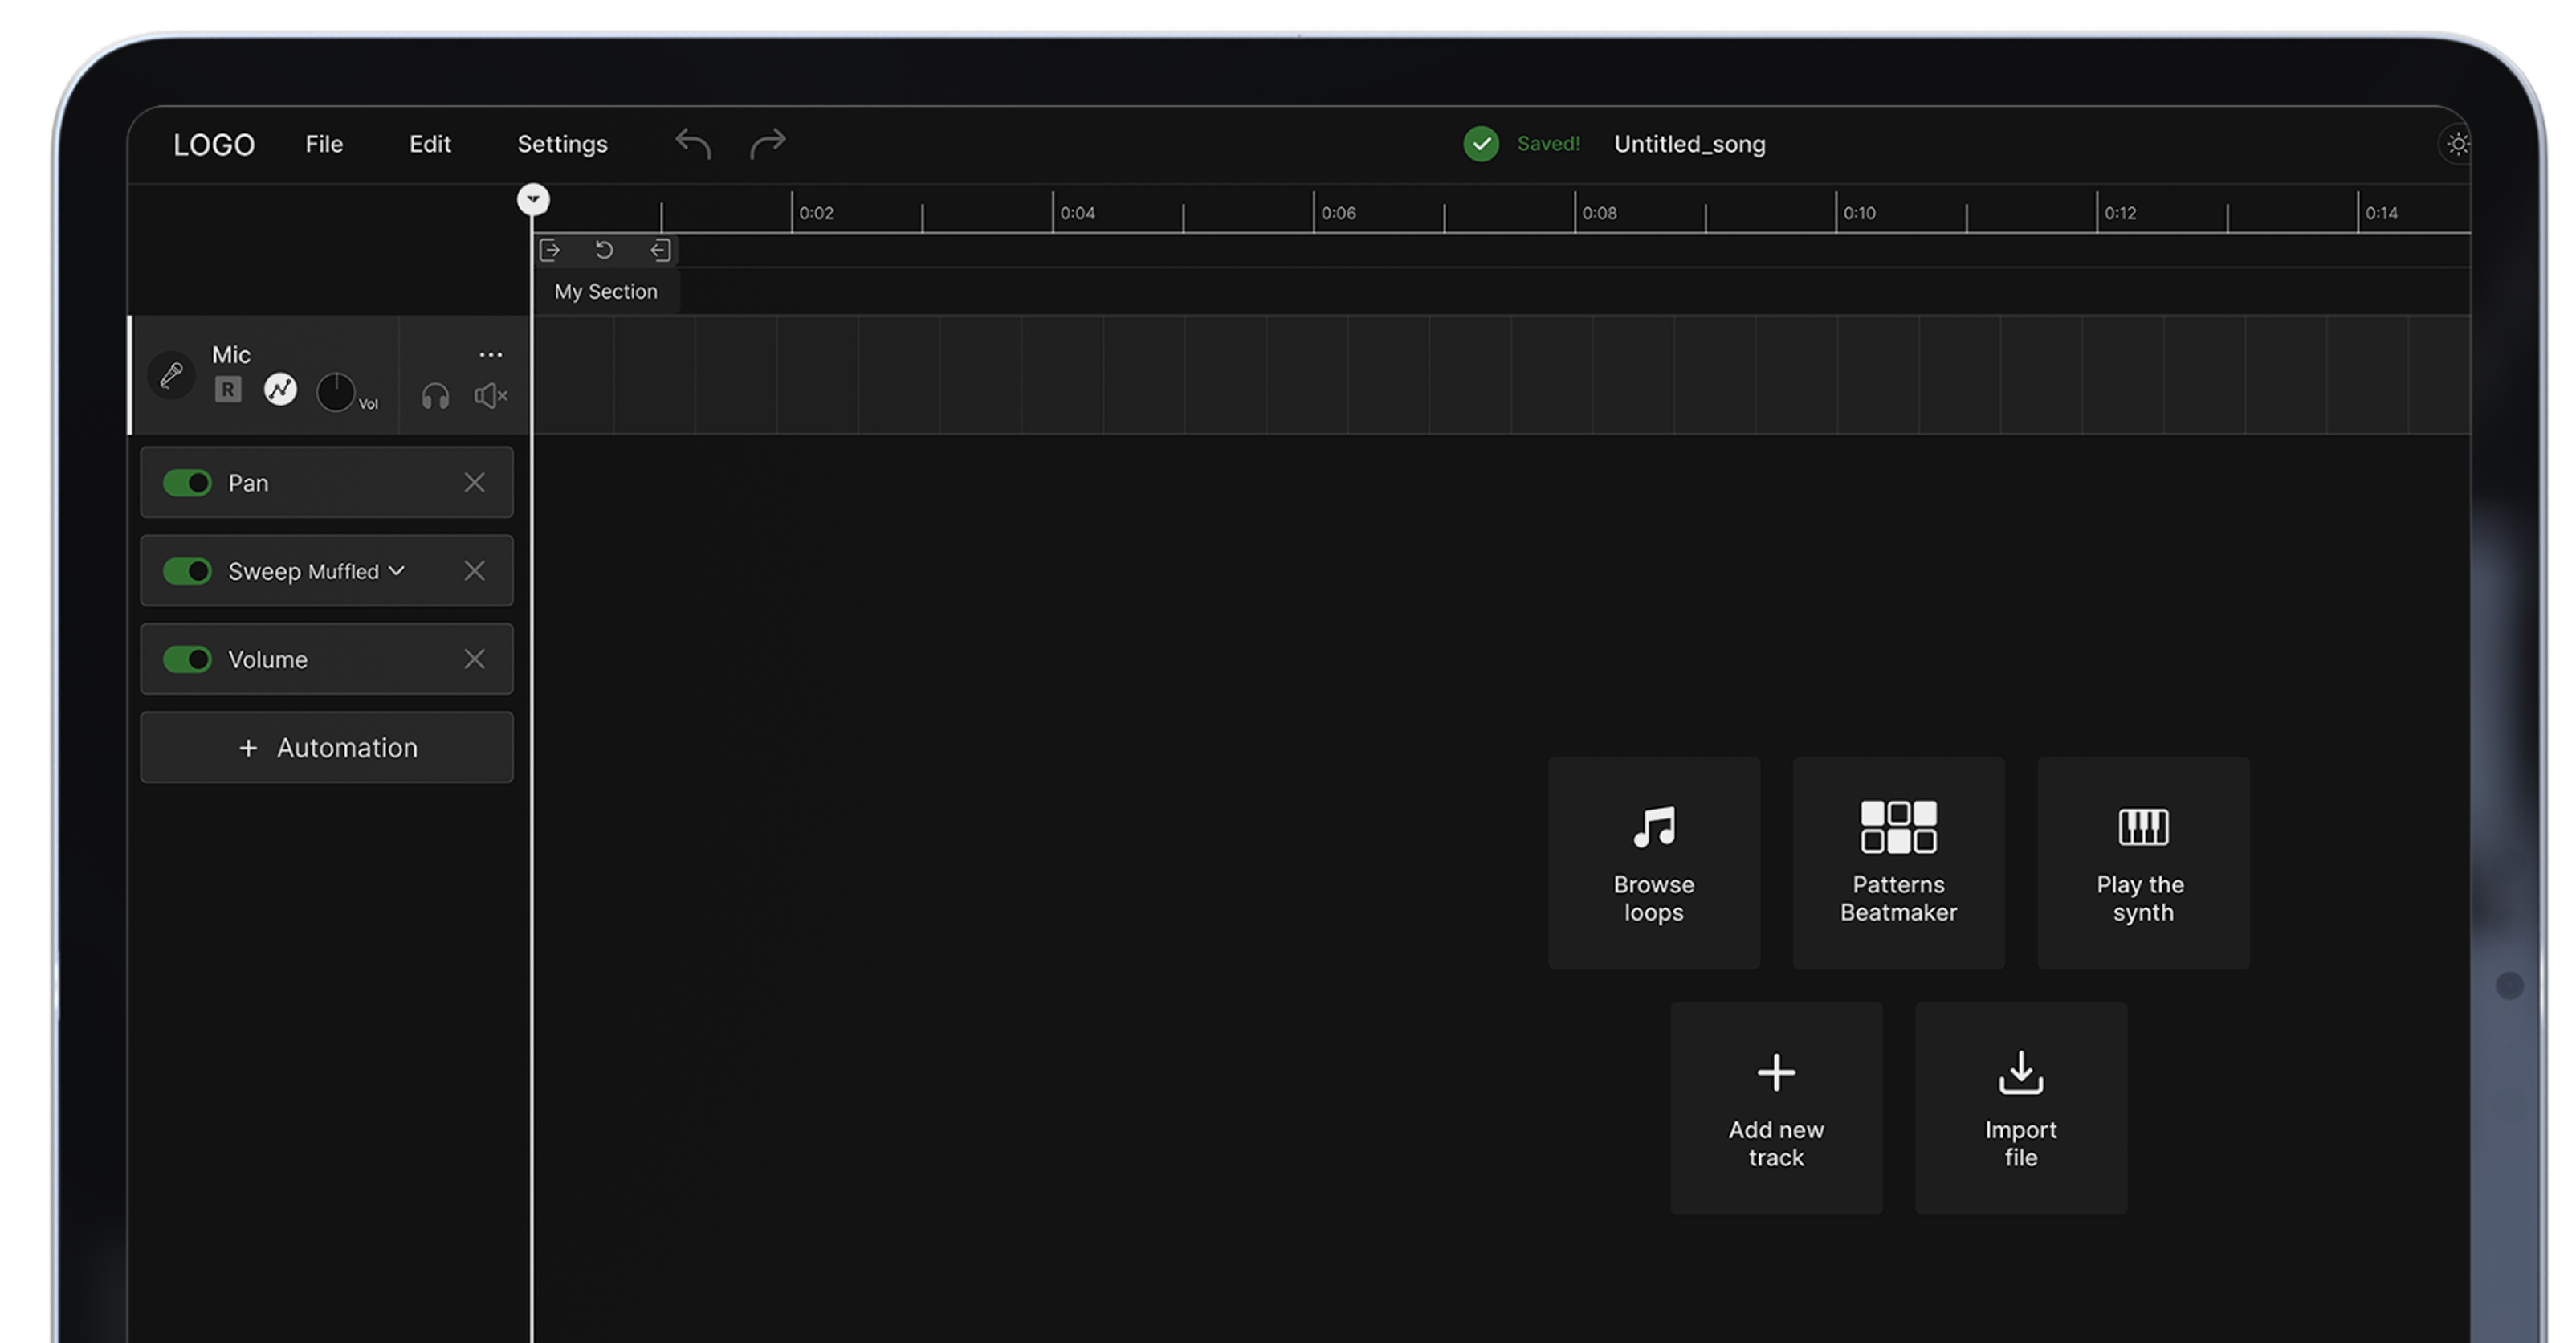 LOGO File Edit Settings Saved! Untitled_song
0:02 0:04 0:06 0:08 0:10 0:12 0:14
My Section
Mic
R Vol
Pan
Sweep Muffled
Volume
+ Automation
Browse
loops
Patterns
Beatmaker
Play the
synth
Add new
track
Import
file